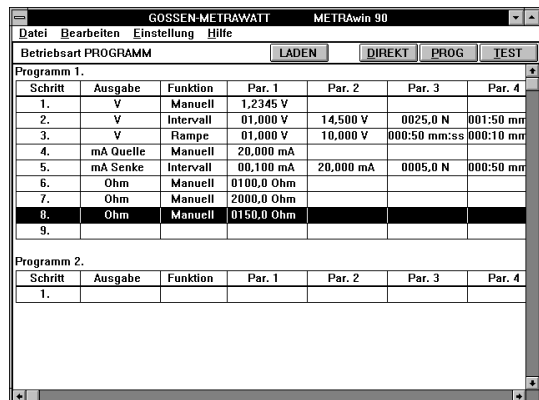 GOSSEN-METRAWATT METRAwin 90
Datei Bearbeiten Einstellung Hilfe
Betriebsart PROGRAMM LADEN DIREKT PROG TEST
Programm 1.
Schritt Ausgabe Funktion Par. 1 Par. 2 Par. 3 Par. 4
1. V Manuell 1,2345 V
2. V Intervall 01,000 V 14,500 V 0025,0 N 001:50 mm
3. V Rampe 01,000 V 10,000 V 000:50 mm:ss 000:10 mm
4. mA Quelle Manuell 20,000 mA
5. mA Senke Intervall 00,100 mA 20,000 mA 0005,0 N 000:50 mm
6. Ohm Manuell 0100,0 Ohm
7. Ohm Manuell 2000,0 Ohm
8. Ohm Manuell 0150,0 Ohm
9.
Programm 2.
Schritt Ausgabe Funktion Par. 1 Par. 2 Par. 3 Par. 4
1.